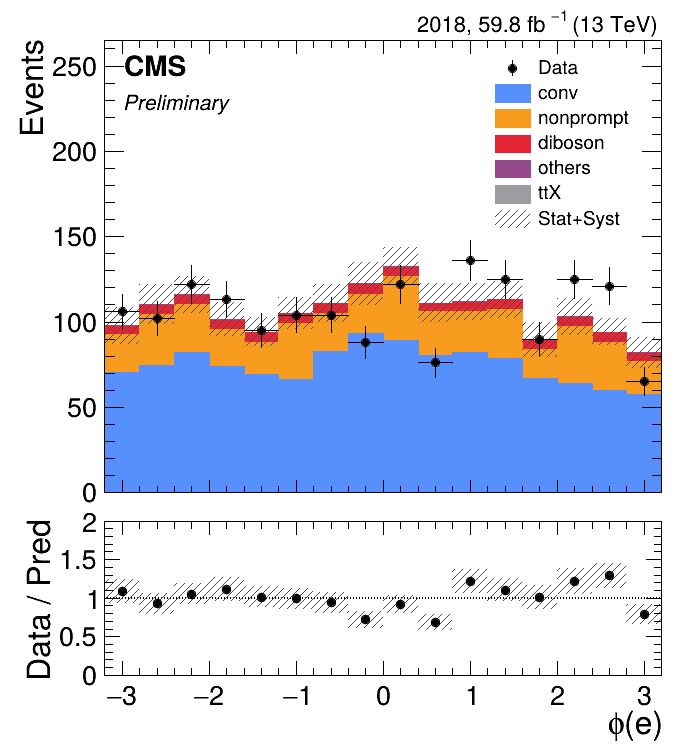 2018, 59.8 fb⁻¹ (13 TeV)
CMS
Preliminary
Events
250
200
150
100
50
0
Data
conv
nonprompt
diboson
others
ttX
Stat+Syst
Data / Pred
2
1.5
1
0.5
0
−3 −2 −1 0 1 2 3
ϕ(e)